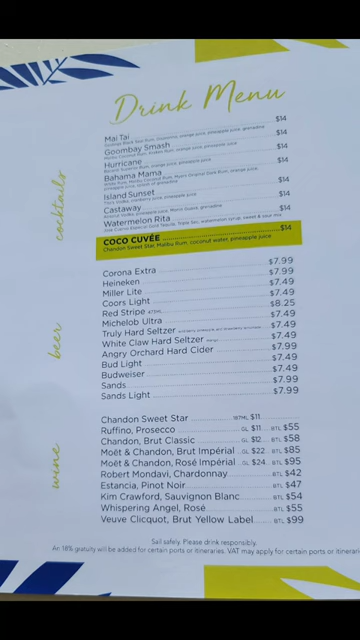 Drink Menu
cocktails
Mai Tai $14
Goombay Smash $14
Hurricane $14
Bahama Mama $14
Island Sunset $14
Castaway $14
Watermelon Rita $14
COCO CUVÉE $14
Chandon Sweet Star, Malibu Rum, coconut water, pineapple juice
beer
Corona Extra $7.99
Heineken $7.99
Miller Lite $7.49
Coors Light $7.49
Red Stripe $8.25
Michelob Ultra $7.49
Truly Hard Seltzer $7.49
White Claw Hard Seltzer $7.49
Angry Orchard Hard Cider $7.99
Bud Light $7.49
Budweiser $7.49
Sands $7.99
Sands Light $7.99
wine
Chandon Sweet Star 187ML $11
Ruffino, Prosecco GL $11 BTL $55
Chandon, Brut Classic GL $12 BTL $58
Moët & Chandon, Brut Impérial GL $22 BTL $85
Moët & Chandon, Rosé Impérial GL $24 BTL $95
Robert Mondavi, Chardonnay BTL $42
Estancia, Pinot Noir BTL $47
Kim Crawford, Sauvignon Blanc BTL $54
Whispering Angel, Rosé BTL $55
Veuve Clicquot, Brut Yellow Label BTL $99
Sail safely. Please drink responsibly.
An 18% gratuity will be added for certain ports or itineraries. VAT may apply for certain ports or itineraries.